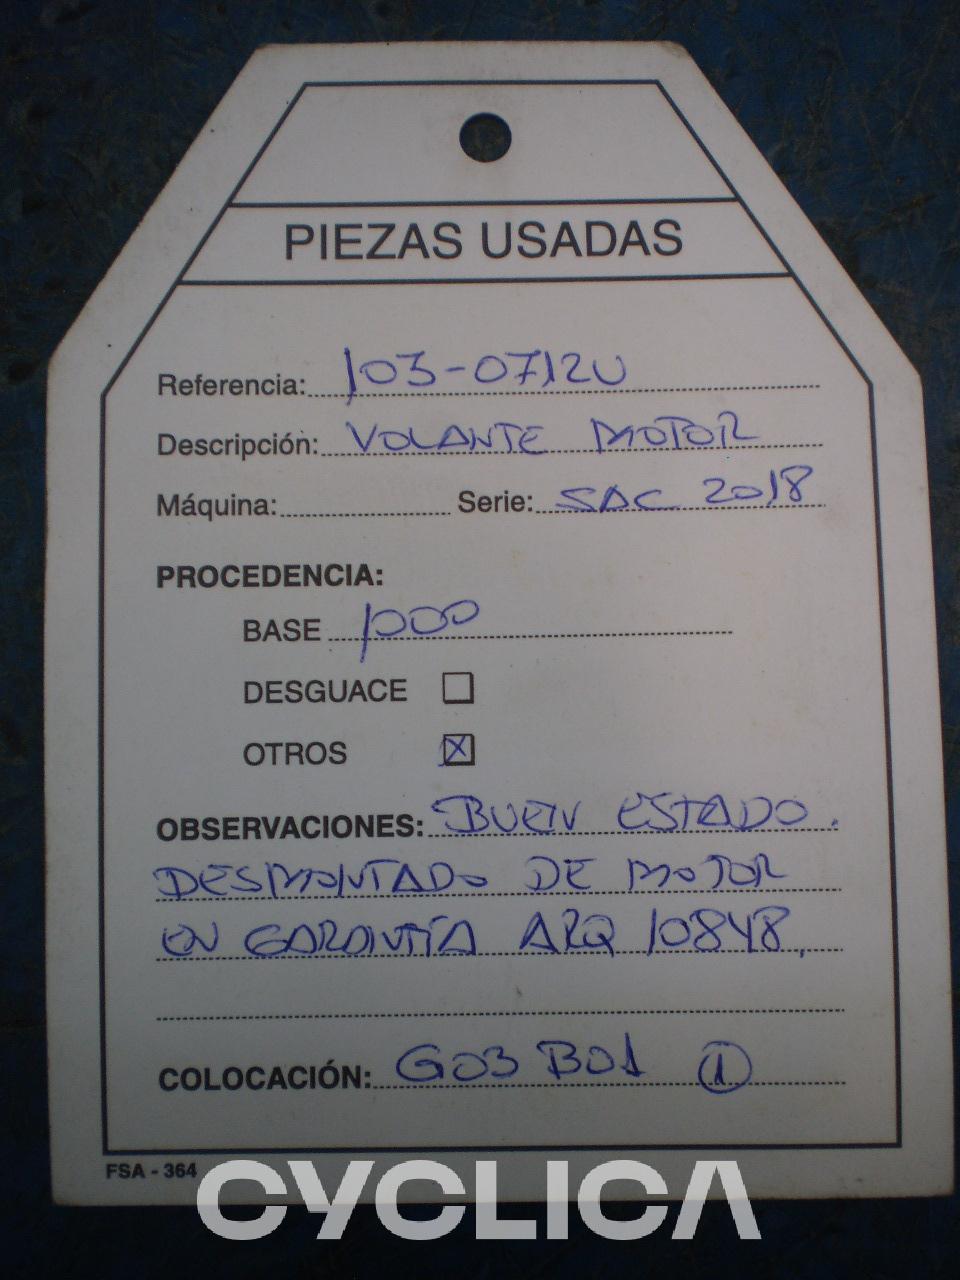 PIEZAS USADAS
Referencia: 103-0712U
Descripción: VOLANTE MOTOR
Máquina: Serie: SDC 2018
PROCEDENCIA:
BASE 1000
DESGUACE
OTROS X
OBSERVACIONES: BUEN ESTADO.
DESMONTADO DE MOTOR
EN GARANTÍA ARQ 10848,
COLOCACIÓN: G03 B01 1
FSA - 364
CYCLICA